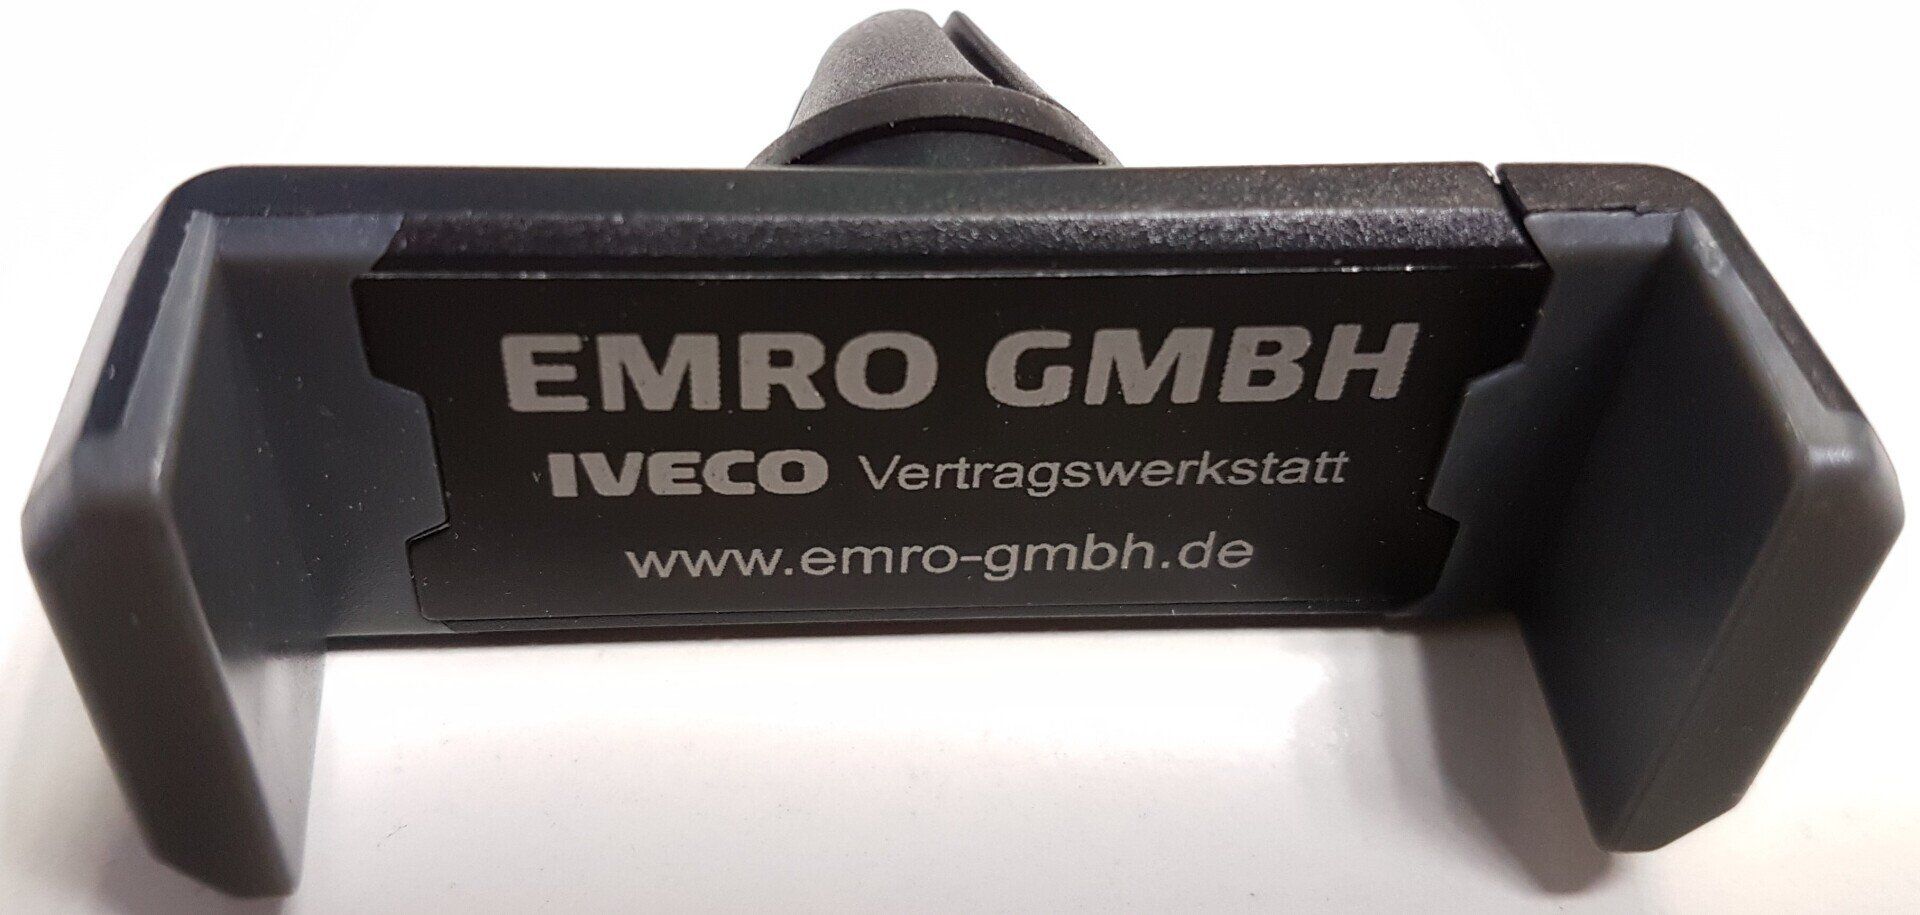 EMRO GMBH
IVECO Vertragswerkstatt
www.emro-gmbh.de